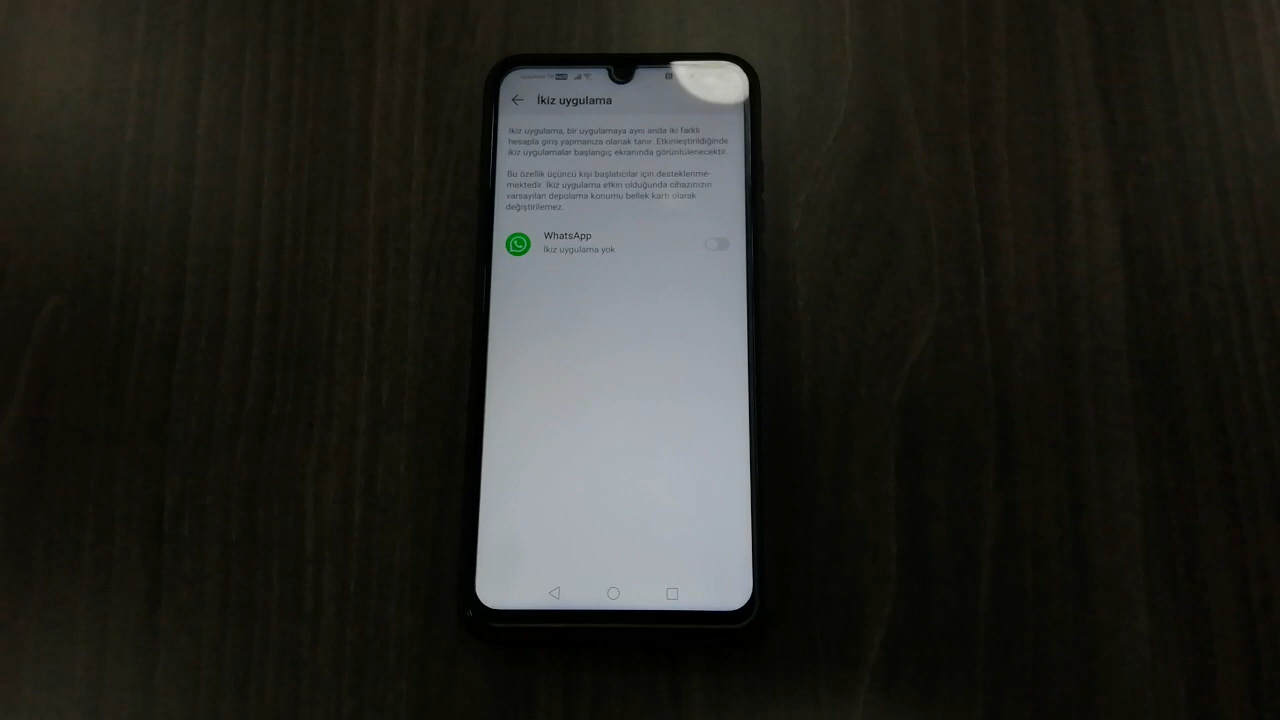 İkiz uygulama
İkiz uygulama, bir uygulamaya aynı anda iki farklı
hesapla giriş yapmanıza olanak tanır. Etkinleştirildiğinde
ikiz uygulamalar başlangıç ekranında görüntülenecektir.
Bu özellik üçüncü kişi başlatıcılar için desteklenme-
mektedir. İkiz uygulama etkin olduğunda cihazınızın
varsayılan depolama konumu bellek kartı olarak
değiştirilemez.
WhatsApp
İkiz uygulama yok